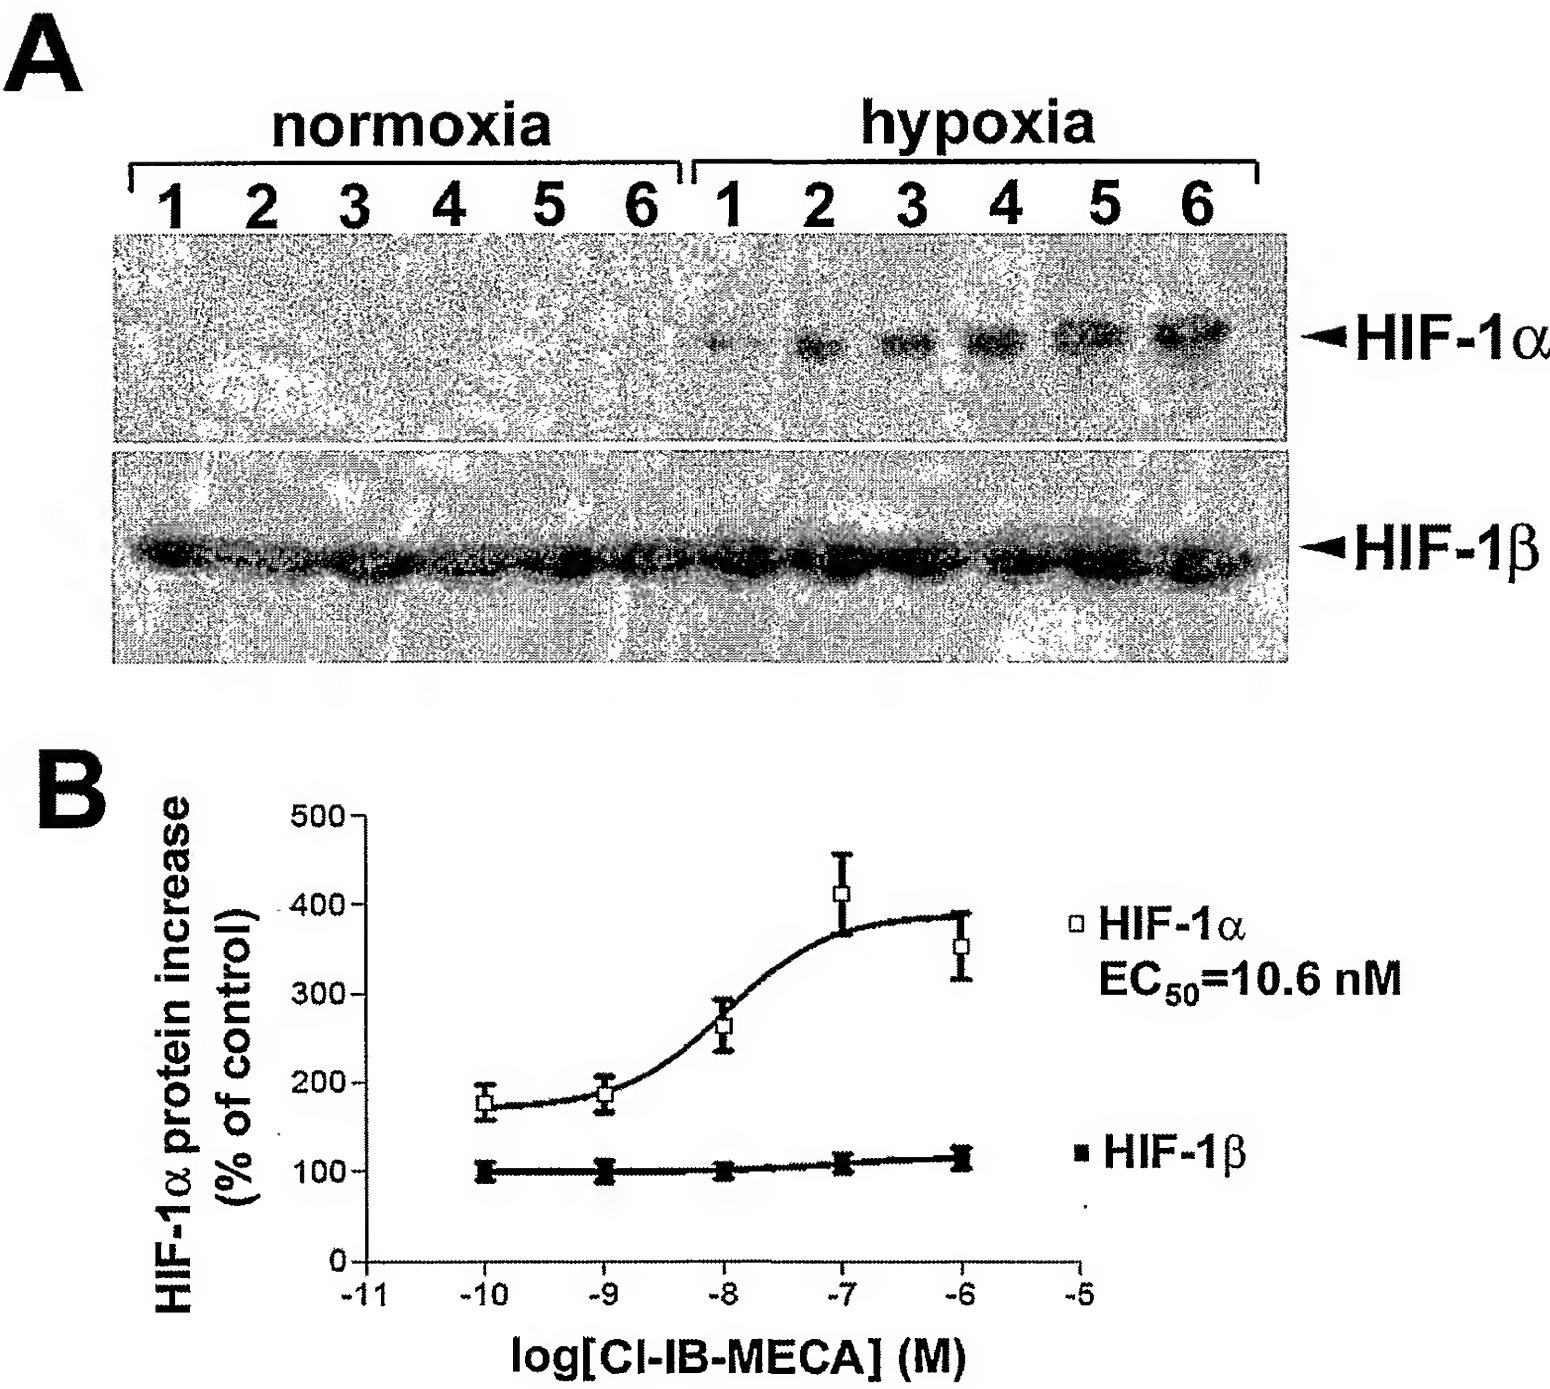 A
normoxia hypoxia
1 2 3 4 5 6 1 2 3 4 5 6
HIF-1α
HIF-1β
B
HIF-1α protein increase
(% of control)
500
400
300
200
100
0
-11 -10 -9 -8 -7 -6 -5
log[Cl-IB-MECA] (M)
HIF-1α
EC50=10.6 nM
HIF-1β